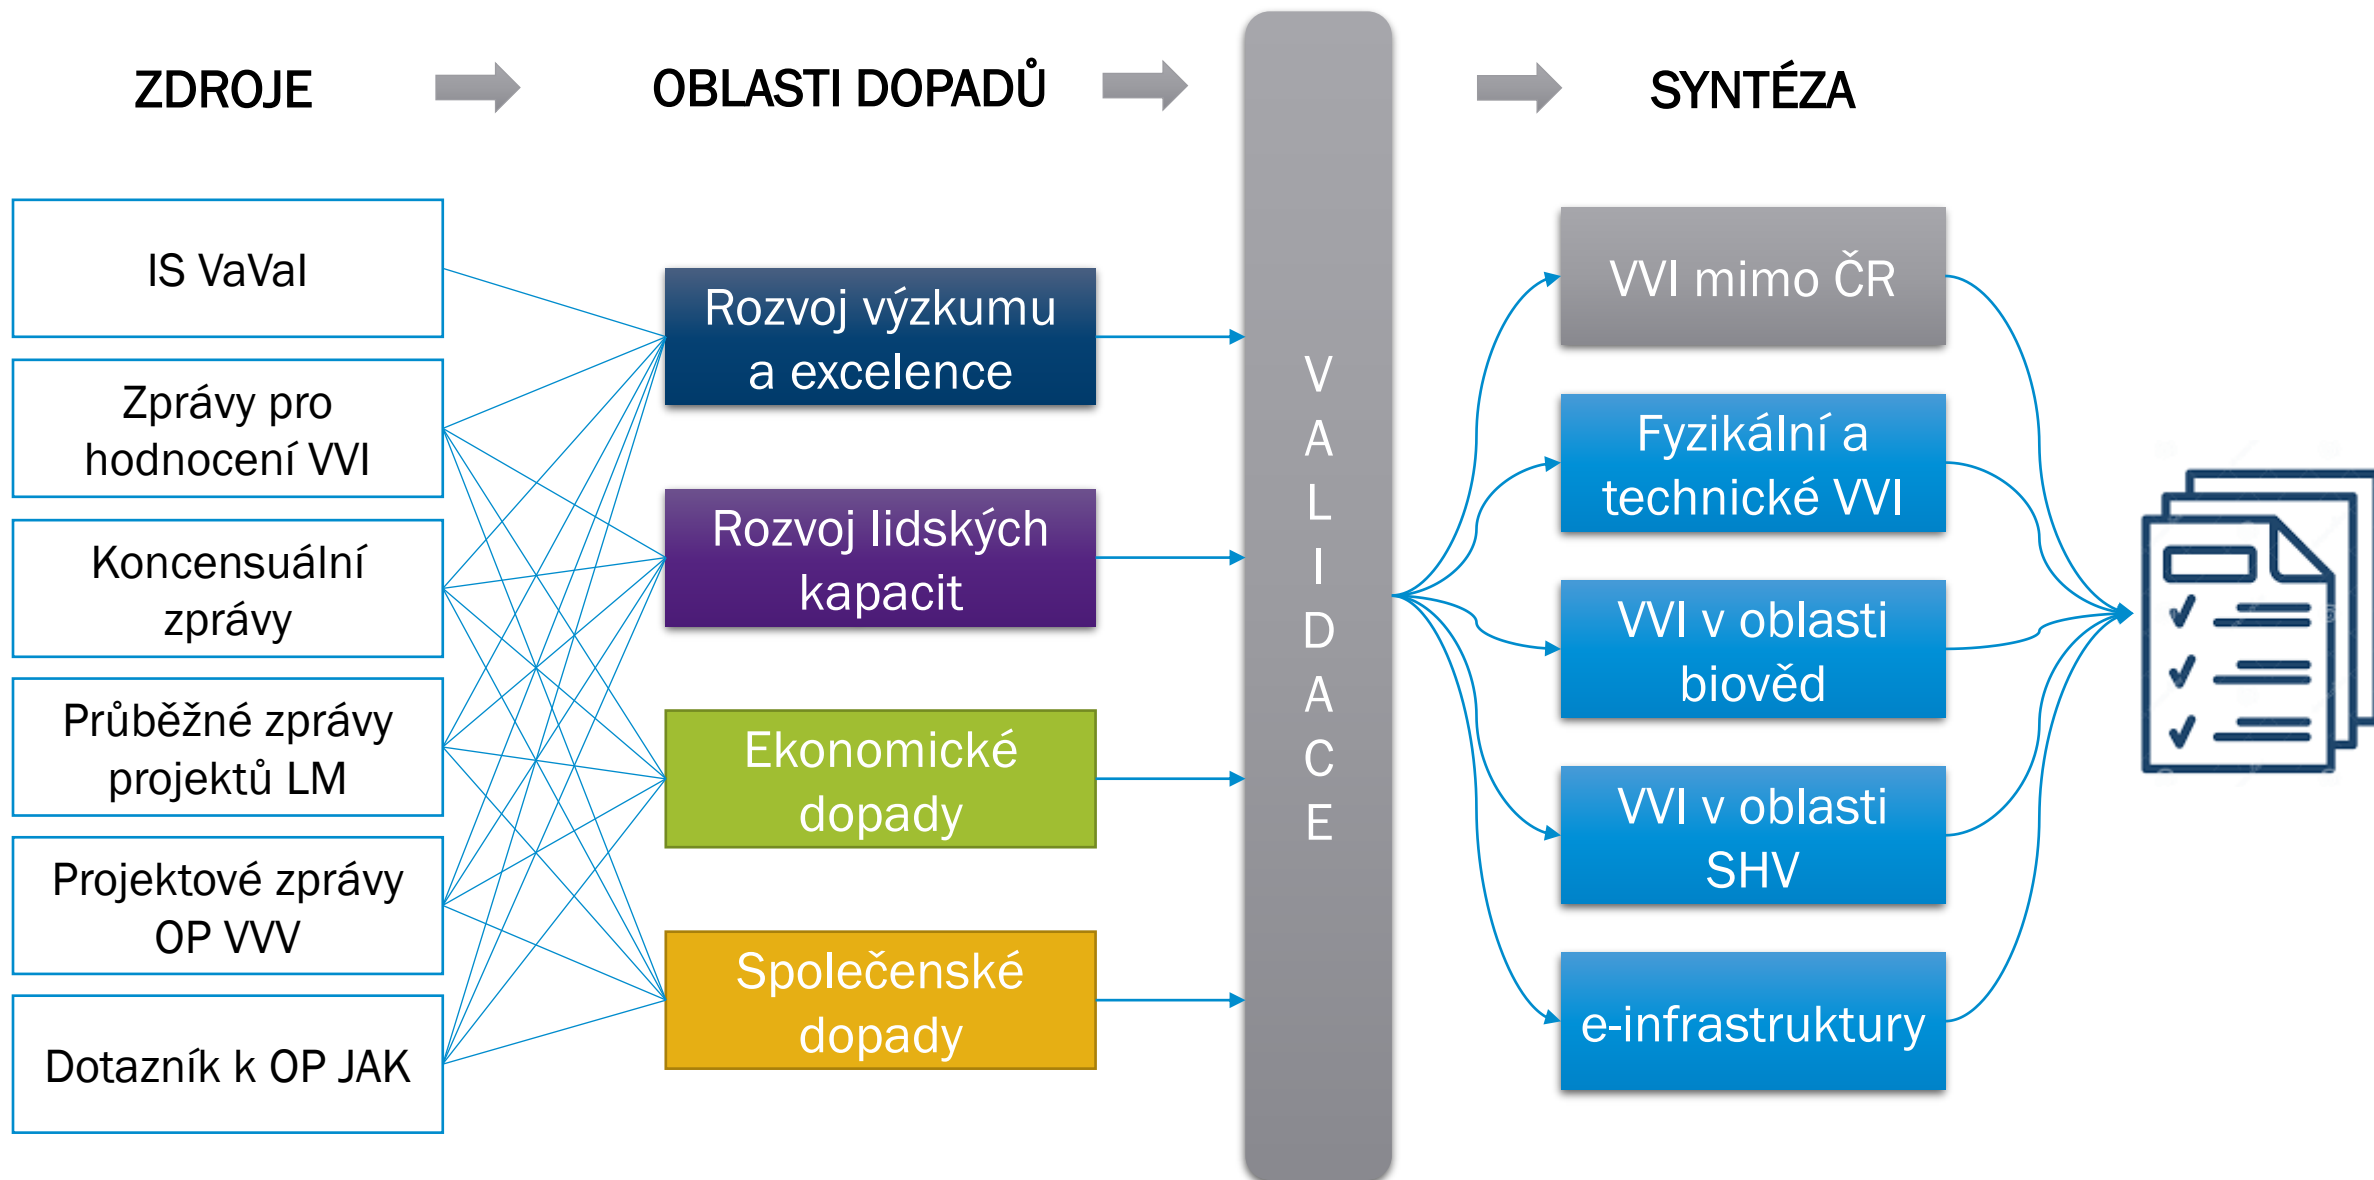 ZDROJE
OBLASTI DOPADŮ
SYNTÉZA
IS VaVaI
Zprávy pro
hodnocení VVI
Koncensuální
zprávy
Průběžné zprávy
projektů LM
Projektové zprávy
OP VVV
Dotazník k OP JAK
Rozvoj výzkumu
a excelence
Rozvoj lidských
kapacit
Ekonomické
dopady
Společenské
dopady
V
A
L
I
D
A
C
E
VVI mimo ČR
Fyzikální a
technické VVI
VVI v oblasti
biověd
VVI v oblasti
SHV
e-infrastruktury